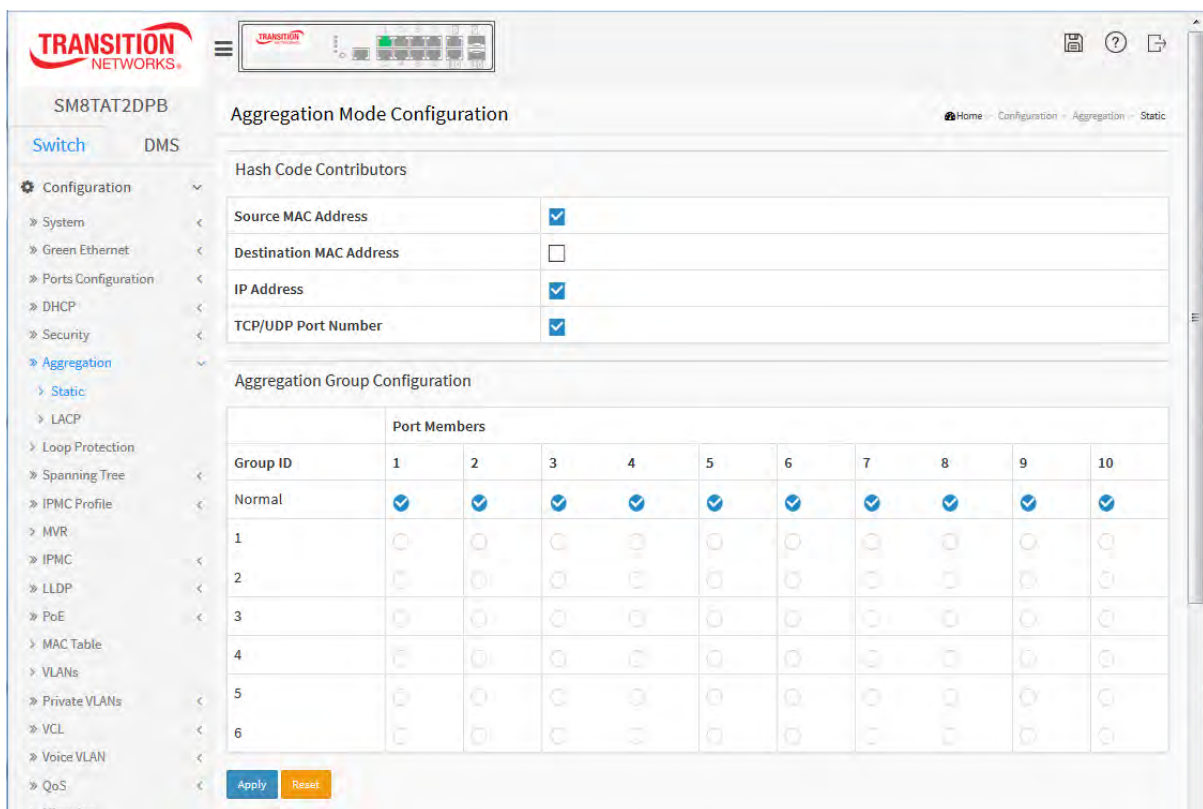 TRANSITION
NETWORKS®
TRANSITION
SM8TAT2DPB
Switch DMS
Configuration
» System
» Green Ethernet
» Ports Configuration
» DHCP
» Security
» Aggregation
> Static
> LACP
> Loop Protection
» Spanning Tree
» IPMC Profile
> MVR
» IPMC
» LLDP
» PoE
> MAC Table
> VLANs
» Private VLANs
» VCL
» Voice VLAN
» QoS
Aggregation Mode Configuration
Home - Configuration - Aggregation - Static
Hash Code Contributors
Source MAC Address
Destination MAC Address
IP Address
TCP/UDP Port Number
Aggregation Group Configuration
Port Members
Group ID 1 2 3 4 5 6 7 8 9 10
Normal
1
2
3
4
5
6
Apply Reset